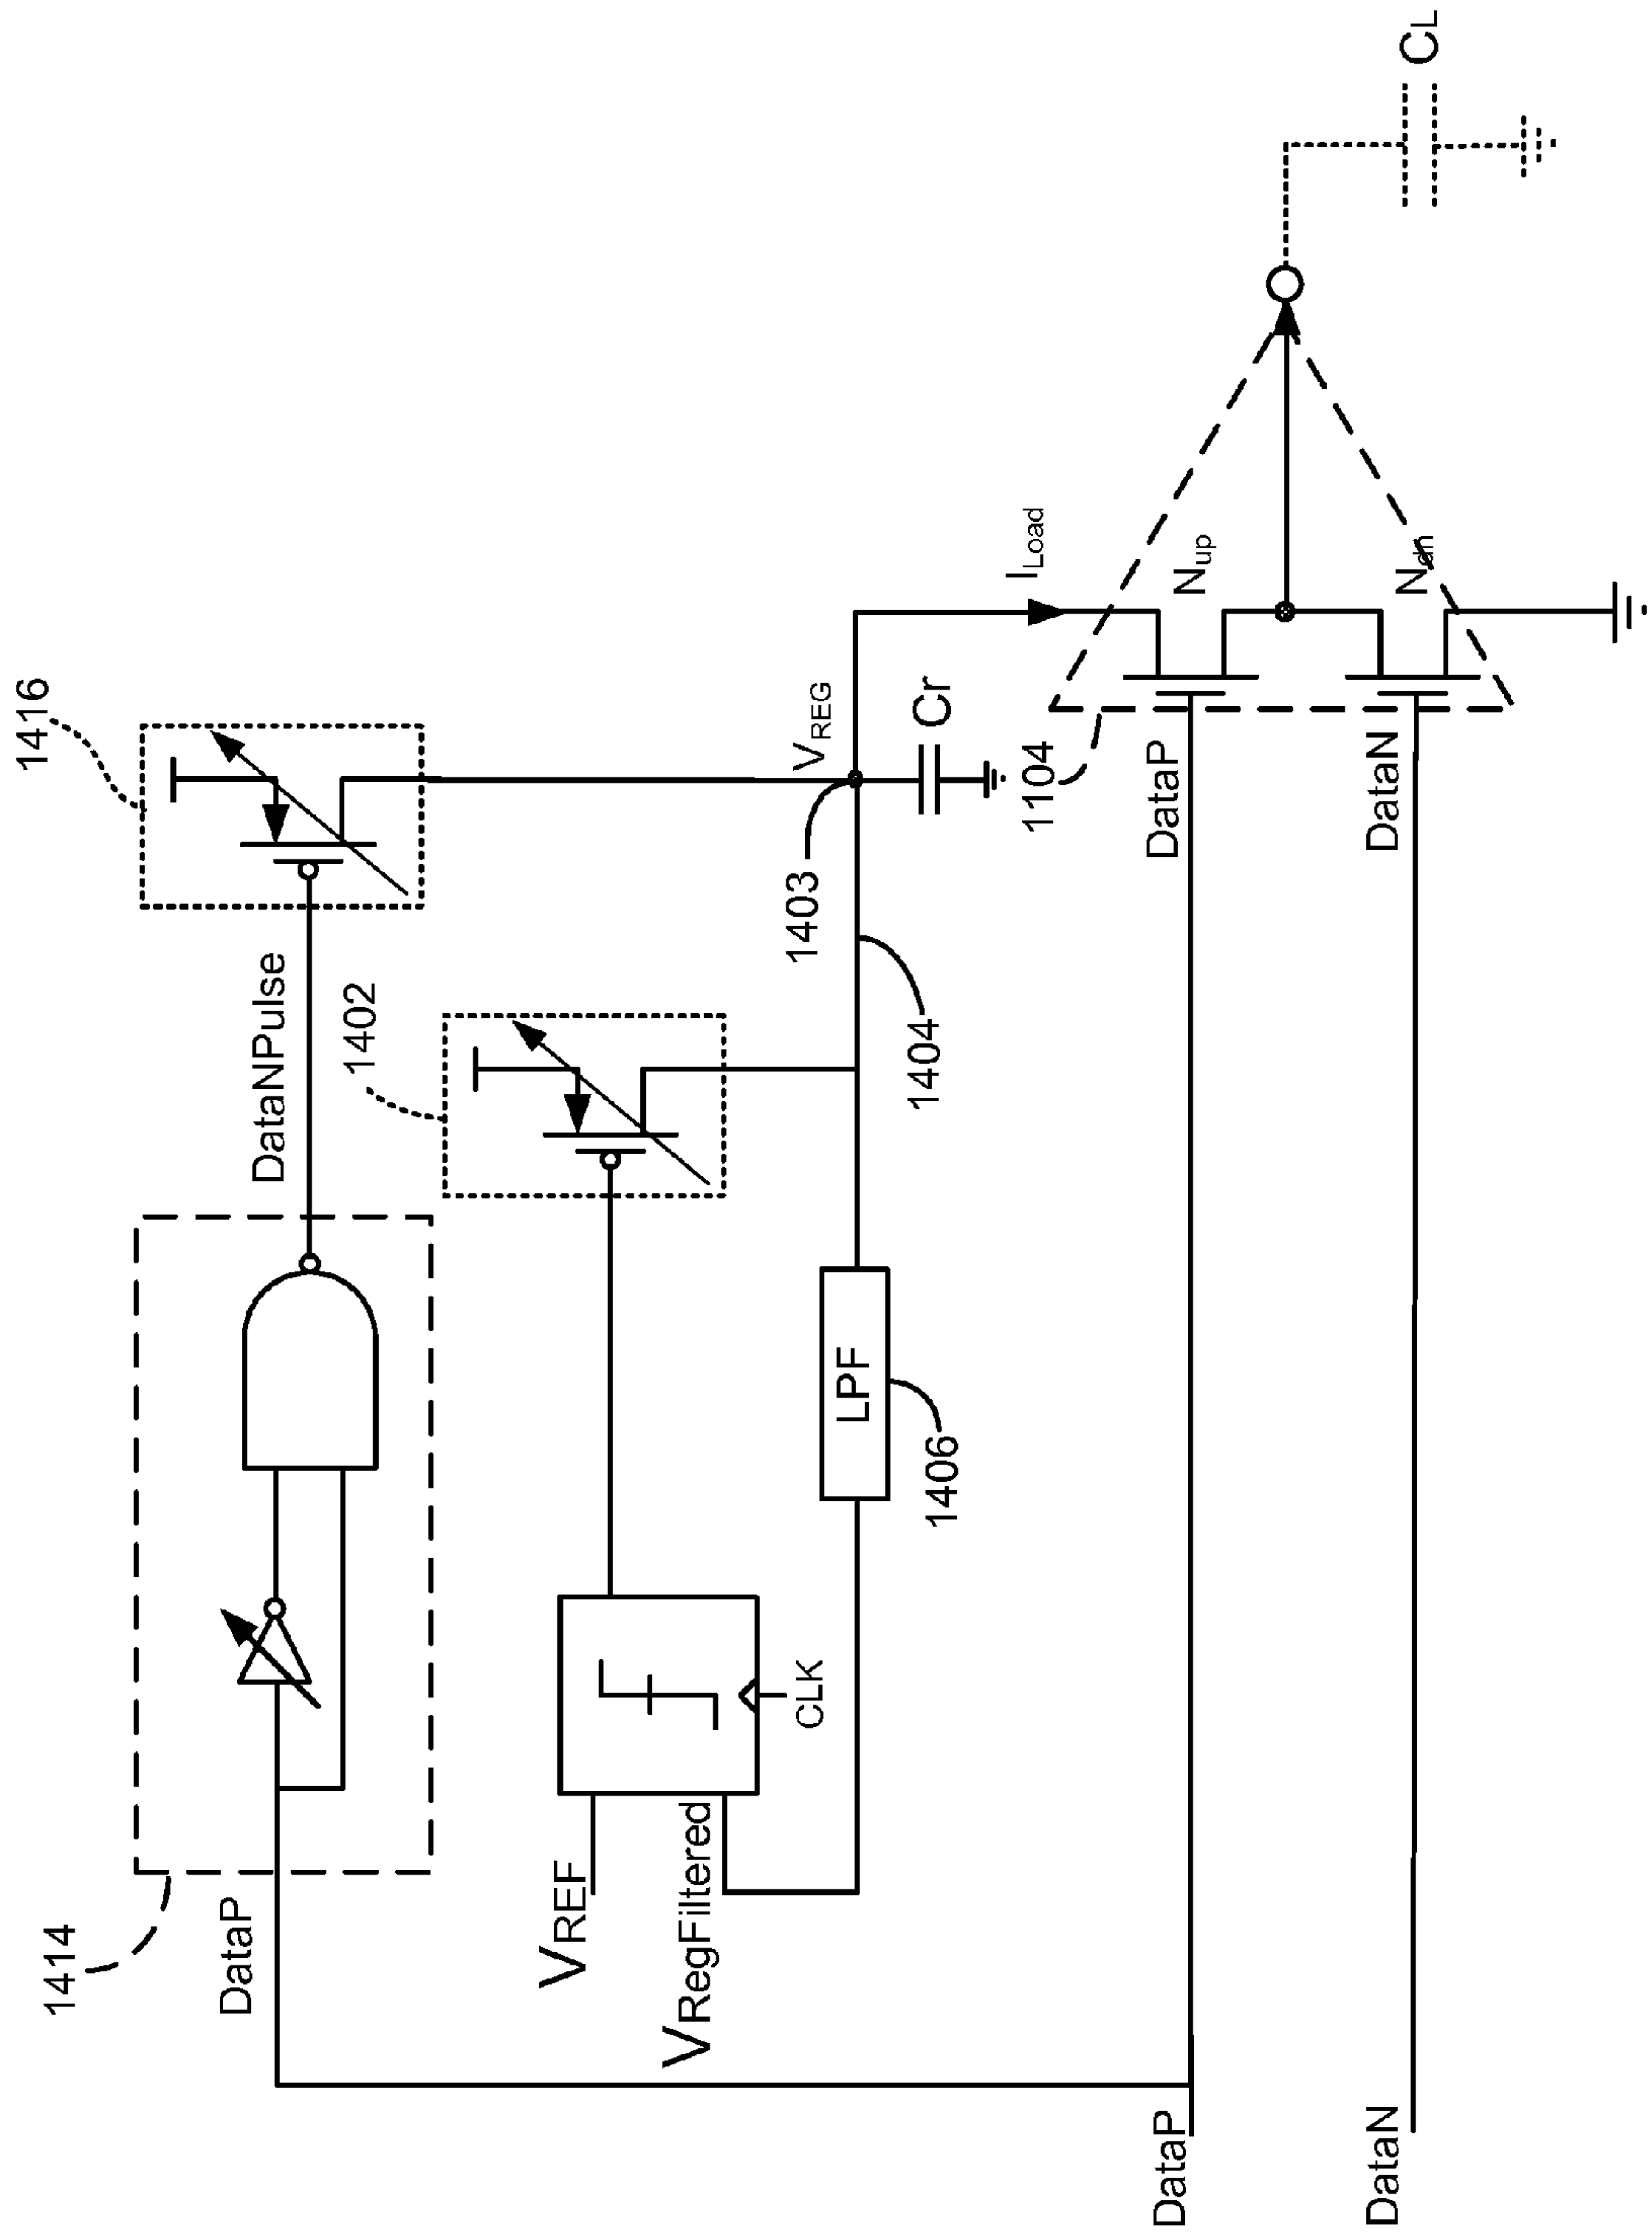 1414
DataP
DataNPulse
1416
1402
VREF
VRegFiltered
CLK
LPF
1406
1404
1403
VREG
Cr
ILoad
1104
DataP
DataP
Nup
DataN
DataN
Ndn
CL